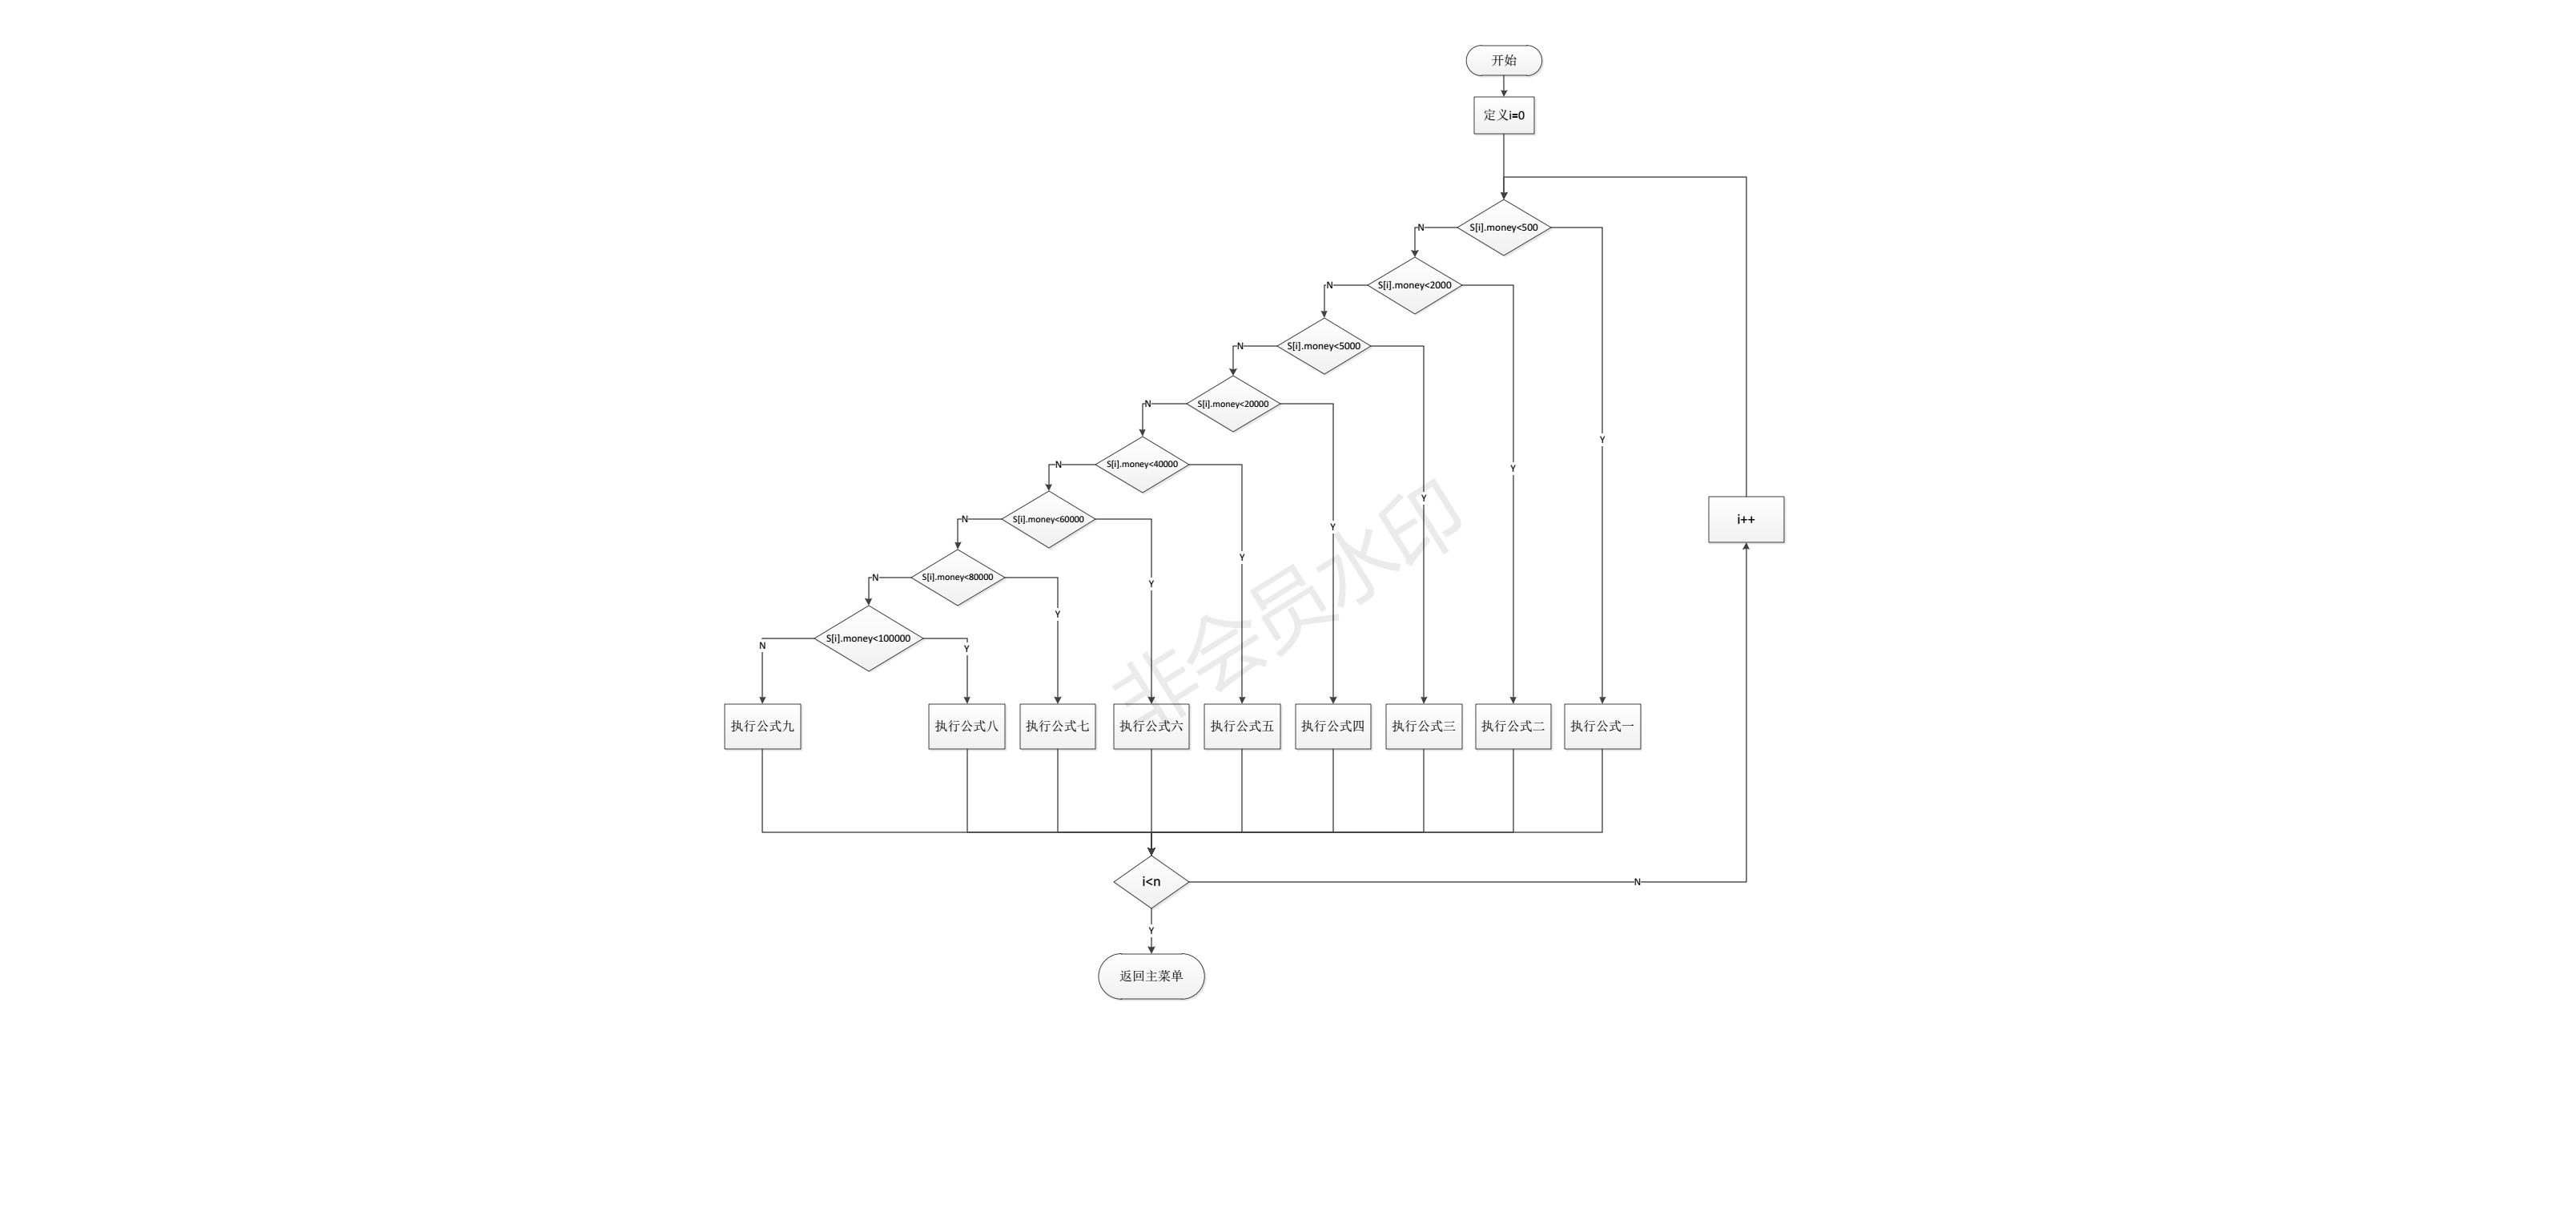 开始
定义i=0
S[i].money<500
N
S[i].money<2000
N
S[i].money<5000
N
S[i].money<20000
N
Y
S[i].money<40000
N
Y
Y
S[i].money<60000
N
i++
Y
Y
S[i].money<80000
N
Y
Y
S[i].money<100000
N
Y
非会员水印
执行公式九
执行公式八
执行公式七
执行公式六
执行公式五
执行公式四
执行公式三
执行公式二
执行公式一
i<n
N
Y
返回主菜单